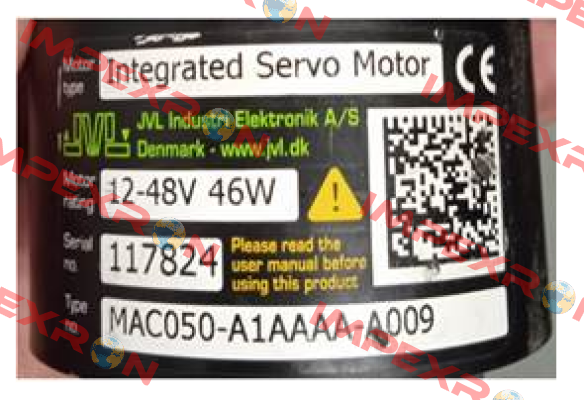 Motor type Integrated Servo Motor CE
JVL JVL Industri Elektronik A/S
Denmark - www.jvl.dk
Motor rating 12-48V 46W
Serial no. 117824 Please read the
user manual before
using this product
Type no. MAC050-A1AAAA-A009
IMPEXRON